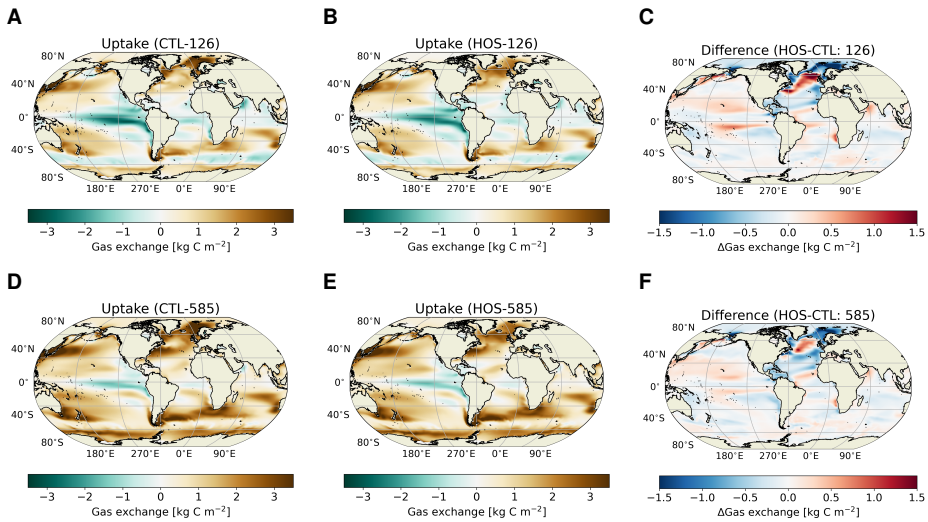 A
B
C
Uptake (CTL-126)
Uptake (HOS-126)
Difference (HOS-CTL: 126)
80°N
40°N
0°
40°S
80°S
180°E 270°E 0°E 90°E
80°N
40°N
0°
40°S
80°S
180°E 270°E 0°E 90°E
80°N
40°N
0°
40°S
80°S
180°E 270°E 0°E 90°E
−3 −2 −1 0 1 2 3
Gas exchange [kg C m⁻²]
−3 −2 −1 0 1 2 3
Gas exchange [kg C m⁻²]
−1.5 −1.0 −0.5 0.0 0.5 1.0 1.5
ΔGas exchange [kg C m⁻²]
D
E
F
Uptake (CTL-585)
Uptake (HOS-585)
Difference (HOS-CTL: 585)
80°N
40°N
0°
40°S
80°S
180°E 270°E 0°E 90°E
80°N
40°N
0°
40°S
80°S
180°E 270°E 0°E 90°E
80°N
40°N
0°
40°S
80°S
180°E 270°E 0°E 90°E
−3 −2 −1 0 1 2 3
Gas exchange [kg C m⁻²]
−3 −2 −1 0 1 2 3
Gas exchange [kg C m⁻²]
−1.5 −1.0 −0.5 0.0 0.5 1.0 1.5
ΔGas exchange [kg C m⁻²]